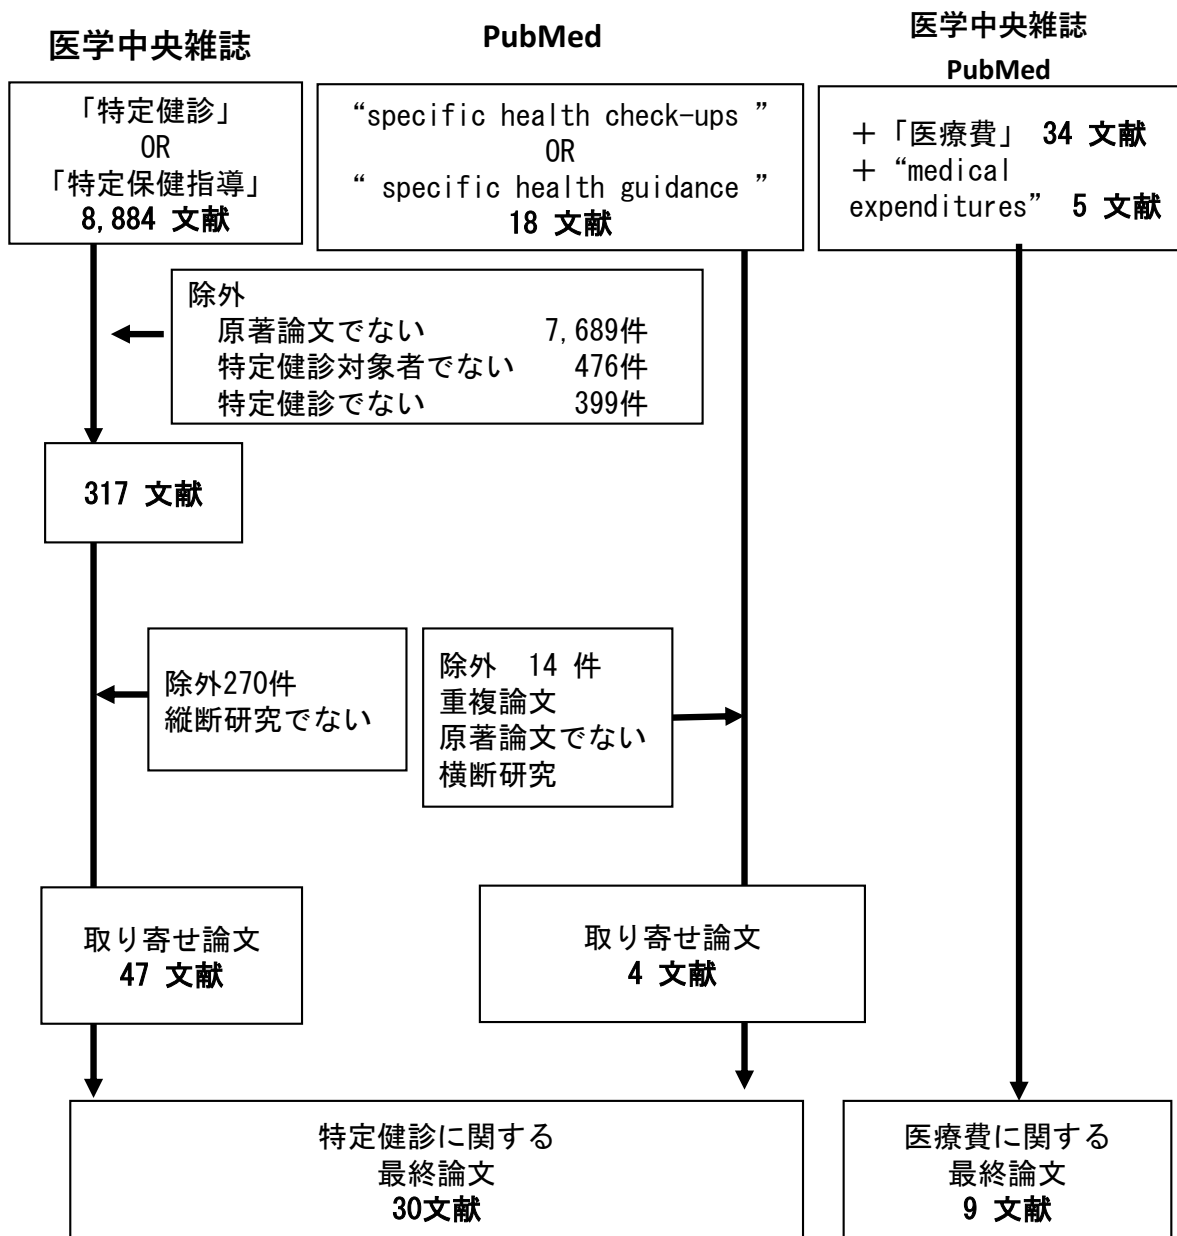 医学中央雑誌
「特定健診」
OR
「特定保健指導」
8,884 文献
PubMed
“specific health check-ups ”
OR
“ specific health guidance ”
18 文献
医学中央雑誌
PubMed
＋「医療費」 34 文献
＋ “medical
expenditures” 5 文献
除外
原著論文でない 7,689件
特定健診対象者でない 476件
特定健診でない 399件
317 文献
除外270件
縦断研究でない
除外 14 件
重複論文
原著論文でない
横断研究
取り寄せ論文
47 文献
取り寄せ論文
4 文献
特定健診に関する
最終論文
30文献
医療費に関する
最終論文
9 文献